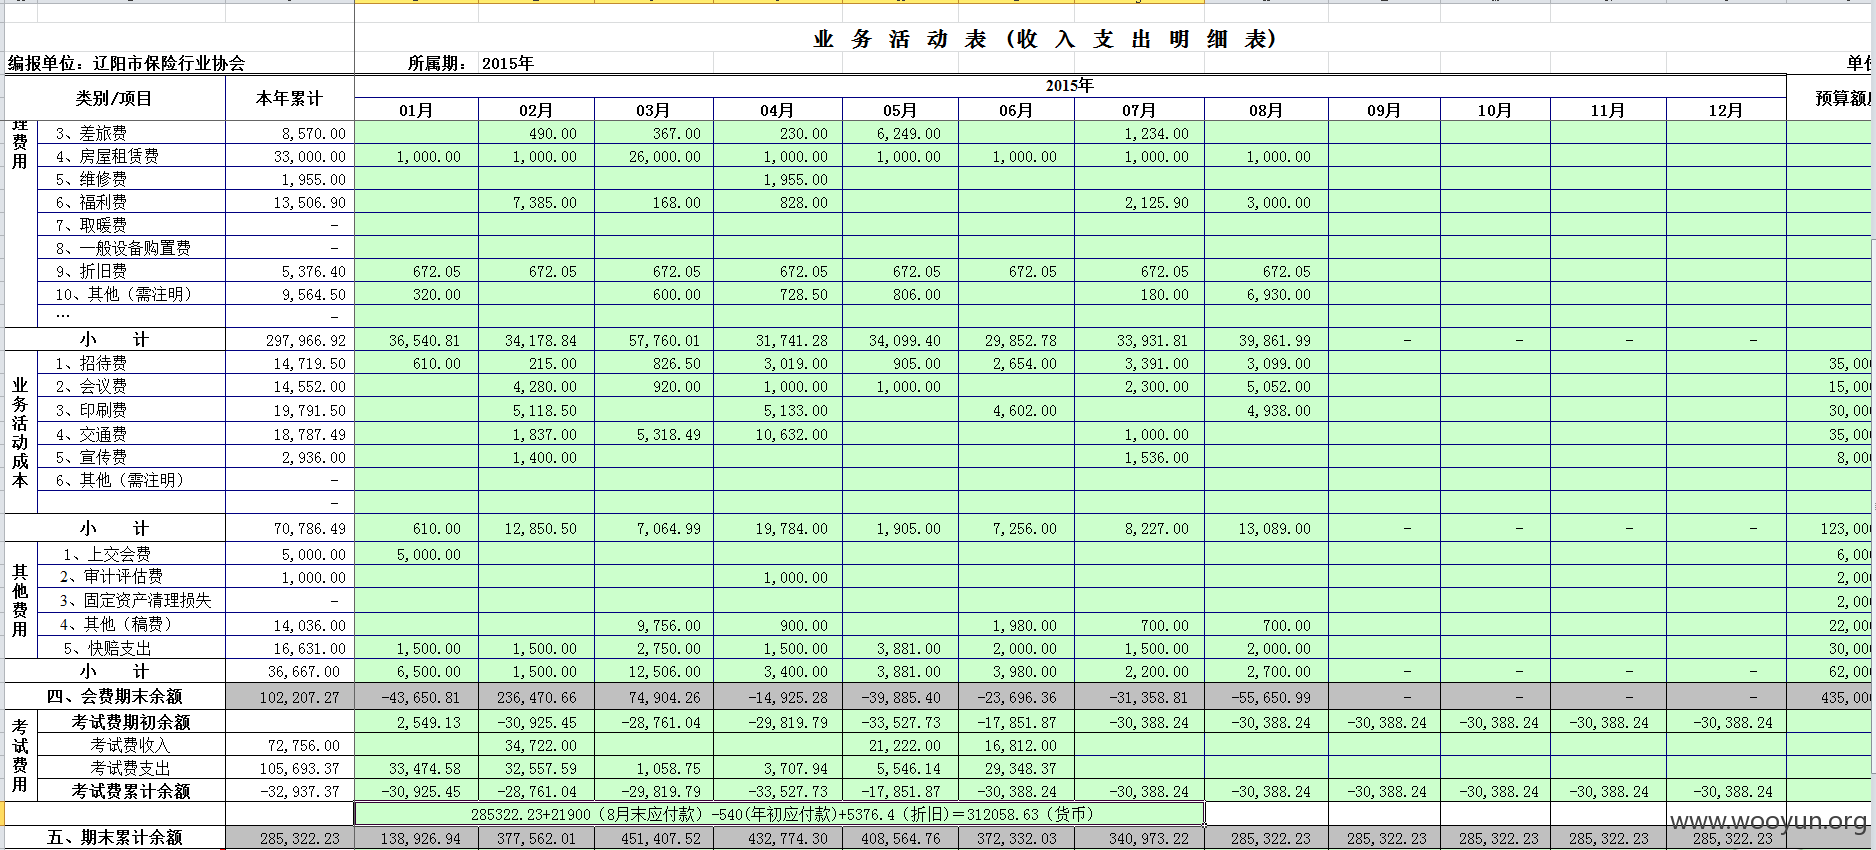 业 务 活 动 表 (收 入 支 出 明 细 表)
编报单位：辽阳市保险行业协会 所属期： 2015年
类别/项目 本年累计 2015年 预算额
01月 02月 03月 04月 05月 06月 07月 08月 09月 10月 11月 12月
理费用
3、差旅费 8,570.00 490.00 367.00 230.00 6,249.00 1,234.00
4、房屋租赁费 33,000.00 1,000.00 1,000.00 26,000.00 1,000.00 1,000.00 1,000.00 1,000.00 1,000.00
5、维修费 1,955.00 1,955.00
6、福利费 13,506.90 7,385.00 168.00 828.00 2,125.90 3,000.00
7、取暖费 -
8、一般设备购置费 -
9、折旧费 5,376.40 672.05 672.05 672.05 672.05 672.05 672.05 672.05 672.05
10、其他（需注明） 9,564.50 320.00 600.00 728.50 806.00 180.00 6,930.00
… -
小 计 297,966.92 36,540.81 34,178.84 57,760.01 31,741.28 34,099.40 29,852.78 33,931.81 39,861.99 - - - -
业务活动成本
1、招待费 14,719.50 610.00 215.00 826.50 3,019.00 905.00 2,654.00 3,391.00 3,099.00 35,000
2、会议费 14,552.00 4,280.00 920.00 1,000.00 1,000.00 2,300.00 5,052.00 15,000
3、印刷费 19,791.50 5,118.50 5,133.00 4,602.00 4,938.00 30,000
4、交通费 18,787.49 1,837.00 5,318.49 10,632.00 1,000.00 35,000
5、宣传费 2,936.00 1,400.00 1,536.00 8,000
6、其他（需注明） -
-
小 计 70,786.49 610.00 12,850.50 7,064.99 19,784.00 1,905.00 7,256.00 8,227.00 13,089.00 - - - - 123,000
其他费用
1、上交会费 5,000.00 5,000.00 6,000
2、审计评估费 1,000.00 1,000.00 2,000
3、固定资产清理损失 - 2,000
4、其他（稿费） 14,036.00 9,756.00 900.00 1,980.00 700.00 700.00 22,000
5、快赔支出 16,631.00 1,500.00 1,500.00 2,750.00 1,500.00 3,881.00 2,000.00 1,500.00 2,000.00 30,000
小 计 36,667.00 6,500.00 1,500.00 12,506.00 3,400.00 3,881.00 3,980.00 2,200.00 2,700.00 - - - - 62,000
四、会费期末余额 102,207.27 -43,650.81 236,470.66 74,904.26 -14,925.28 -39,885.40 -23,696.36 -31,358.81 -55,650.99 - - - - 435,000
考试费用
考试费期初余额 2,549.13 -30,925.45 -28,761.04 -29,819.79 -33,527.73 -17,851.87 -30,388.24 -30,388.24 -30,388.24 -30,388.24 -30,388.24 -30,388.24
考试费收入 72,756.00 34,722.00 21,222.00 16,812.00
考试费支出 105,693.37 33,474.58 32,557.59 1,058.75 3,707.94 5,546.14 29,348.37
考试费累计余额 -32,937.37 -30,925.45 -28,761.04 -29,819.79 -33,527.73 -17,851.87 -30,388.24 -30,388.24 -30,388.24 -30,388.24 -30,388.24 -30,388.24 -30,388.24
285322.23+21900（8月末应付款）-540(年初应付款)+5376.4（折旧)＝312058.63（货币）
五、期末累计余额 285,322.23 138,926.94 377,562.01 451,407.52 432,774.30 408,564.76 372,332.03 340,973.22 285,322.23 285,322.23 285,322.23 285,322.23 285,322.23
www.wooyun.org